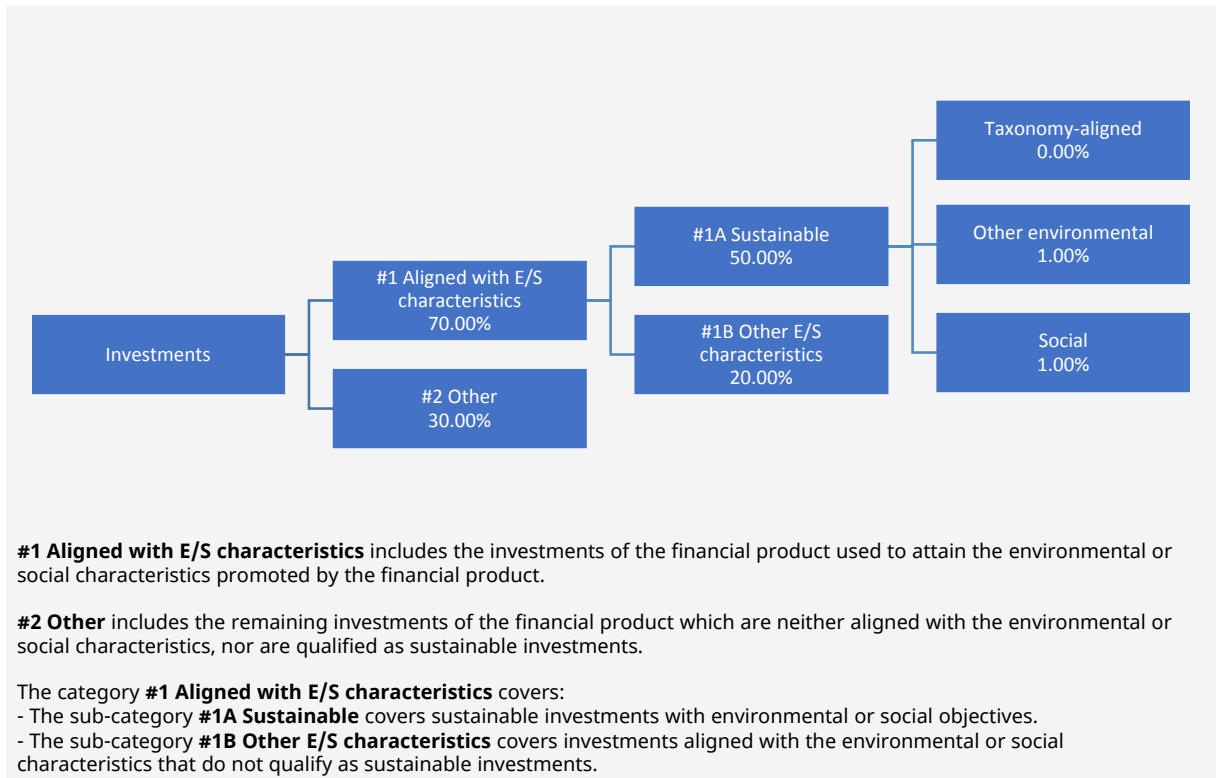 Investments
#1 Aligned with E/S
characteristics
70.00%
#2 Other
30.00%
#1A Sustainable
50.00%
#1B Other E/S
characteristics
20.00%
Taxonomy-aligned
0.00%
Other environmental
1.00%
Social
1.00%
#1 Aligned with E/S characteristics includes the investments of the financial product used to attain the environmental or
social characteristics promoted by the financial product.
#2 Other includes the remaining investments of the financial product which are neither aligned with the environmental or
social characteristics, nor are qualified as sustainable investments.
The category #1 Aligned with E/S characteristics covers:
- The sub-category #1A Sustainable covers sustainable investments with environmental or social objectives.
- The sub-category #1B Other E/S characteristics covers investments aligned with the environmental or social
characteristics that do not qualify as sustainable investments.